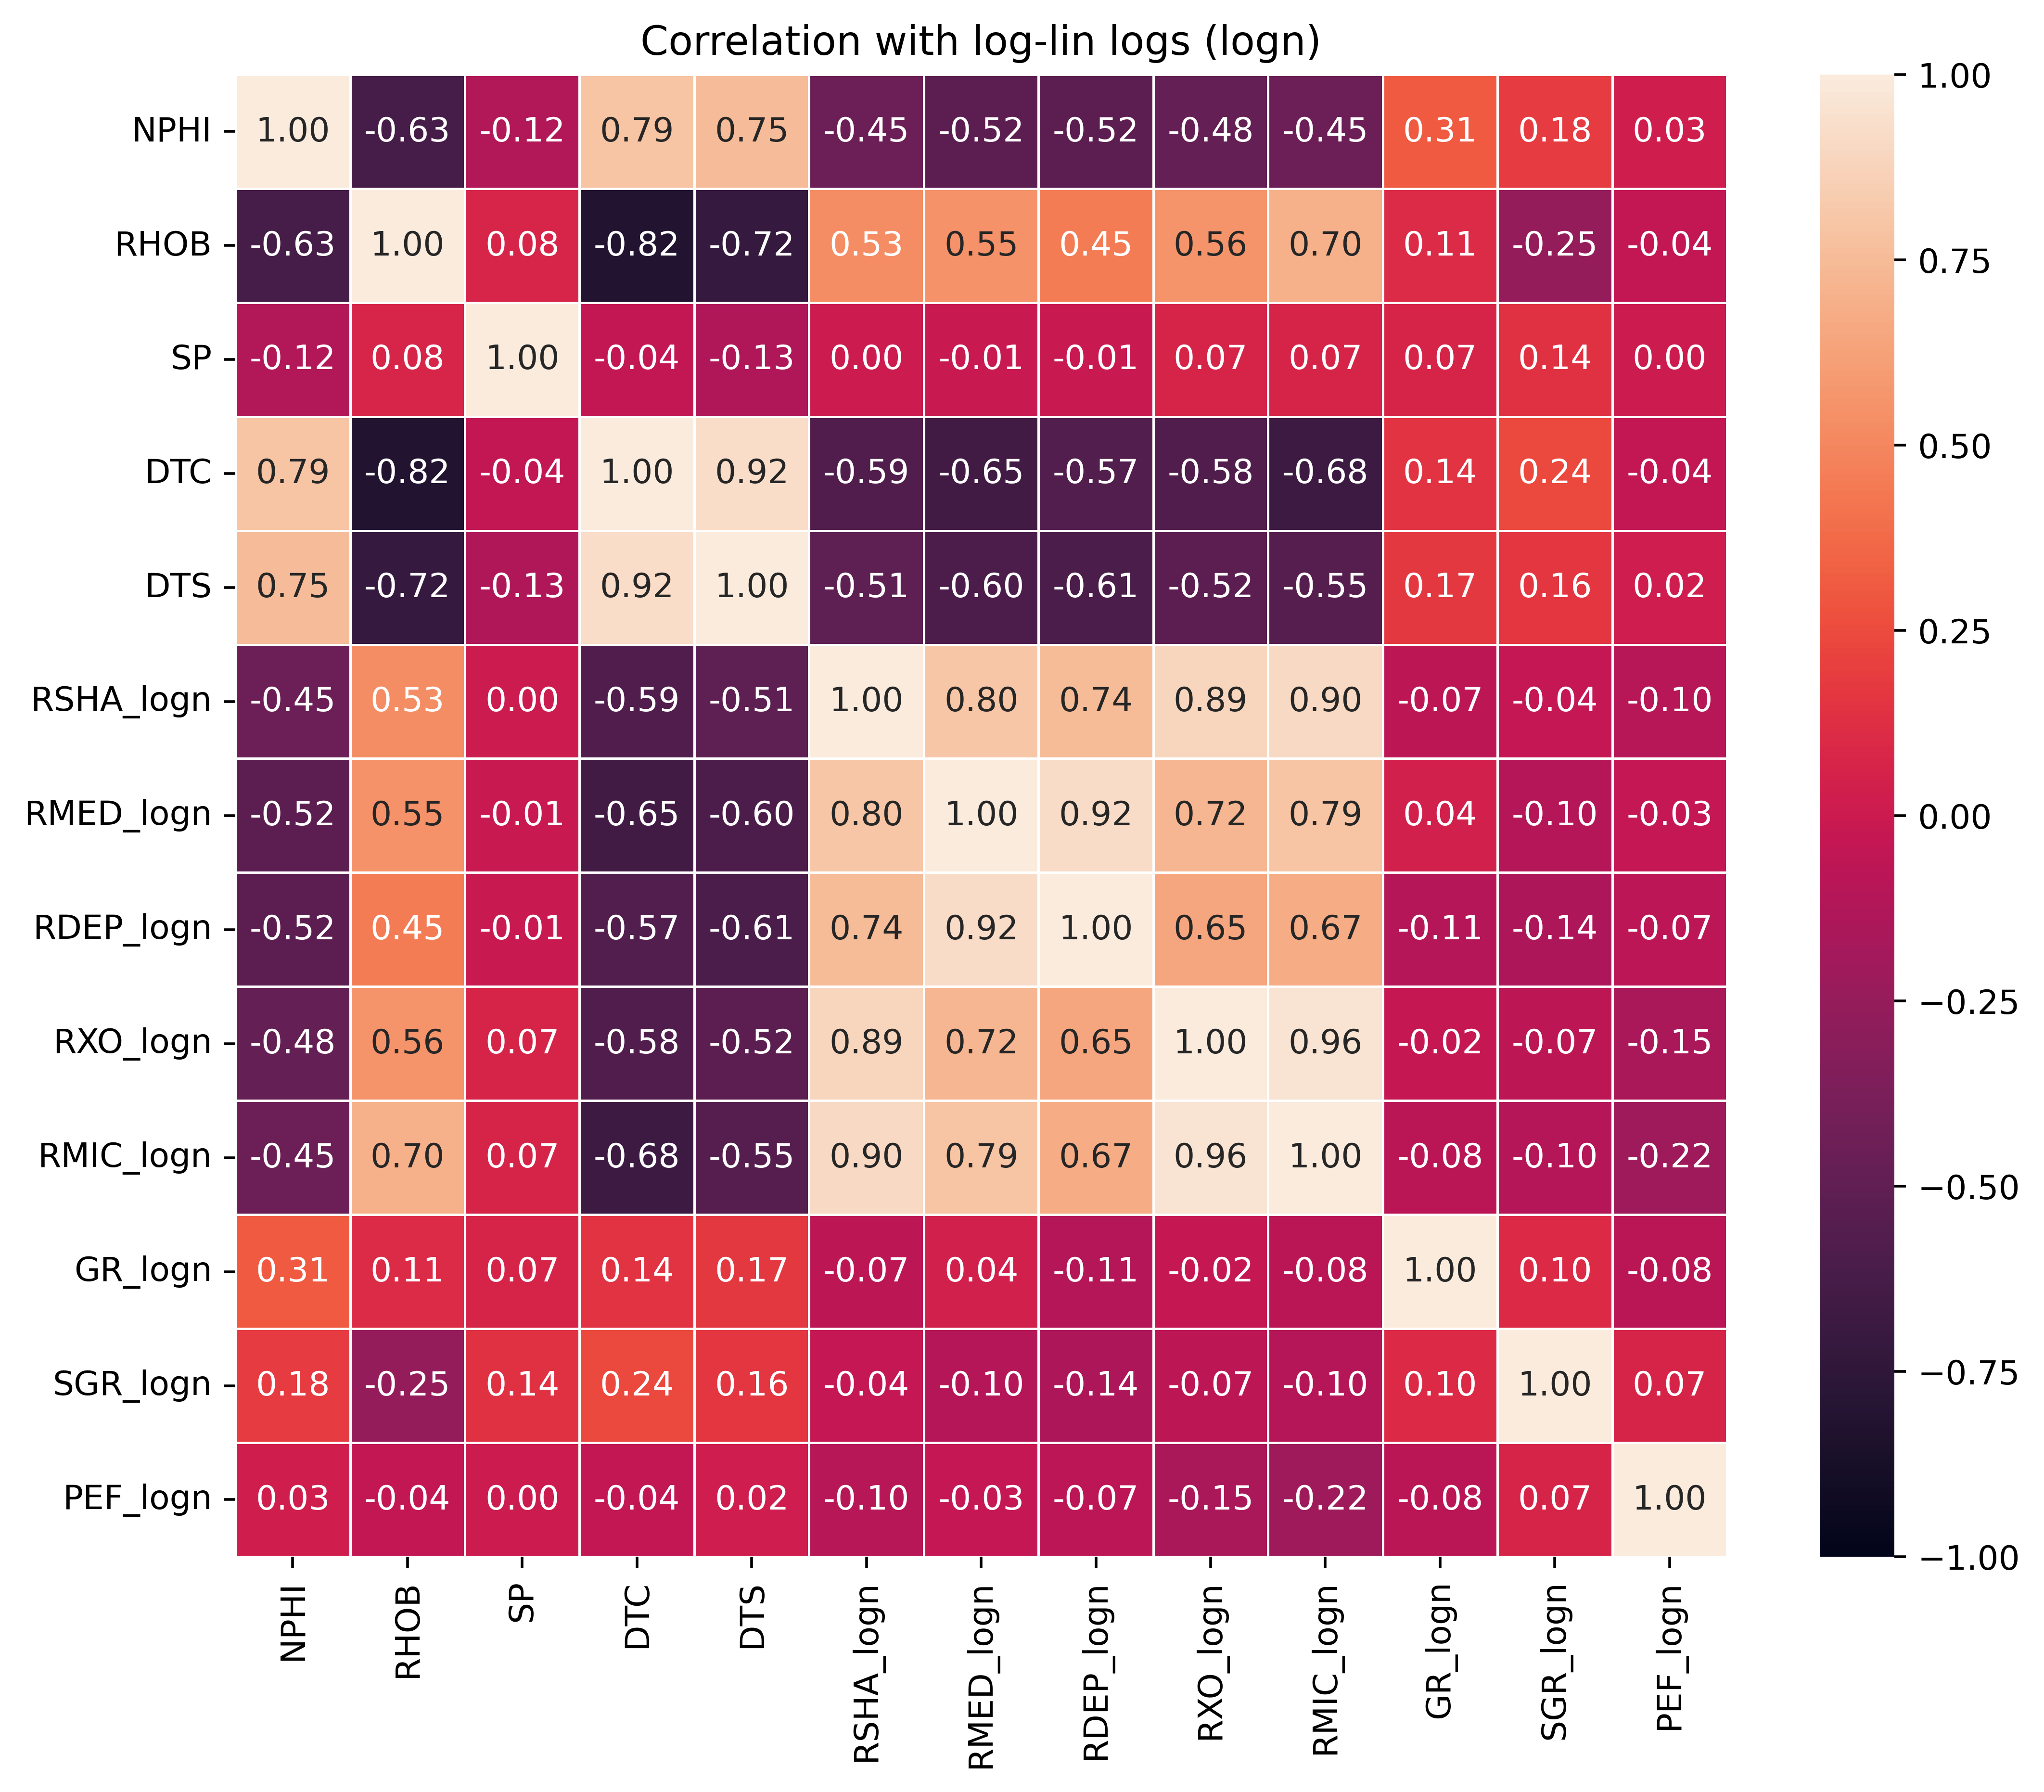 Correlation with log-lin logs (logn)
NPHI 1.00 -0.63 -0.12 0.79 0.75 -0.45 -0.52 -0.52 -0.48 -0.45 0.31 0.18 0.03
RHOB -0.63 1.00 0.08 -0.82 -0.72 0.53 0.55 0.45 0.56 0.70 0.11 -0.25 -0.04
SP -0.12 0.08 1.00 -0.04 -0.13 0.00 -0.01 -0.01 0.07 0.07 0.07 0.14 0.00
DTC 0.79 -0.82 -0.04 1.00 0.92 -0.59 -0.65 -0.57 -0.58 -0.68 0.14 0.24 -0.04
DTS 0.75 -0.72 -0.13 0.92 1.00 -0.51 -0.60 -0.61 -0.52 -0.55 0.17 0.16 0.02
RSHA_logn -0.45 0.53 0.00 -0.59 -0.51 1.00 0.80 0.74 0.89 0.90 -0.07 -0.04 -0.10
RMED_logn -0.52 0.55 -0.01 -0.65 -0.60 0.80 1.00 0.92 0.72 0.79 0.04 -0.10 -0.03
RDEP_logn -0.52 0.45 -0.01 -0.57 -0.61 0.74 0.92 1.00 0.65 0.67 -0.11 -0.14 -0.07
RXO_logn -0.48 0.56 0.07 -0.58 -0.52 0.89 0.72 0.65 1.00 0.96 -0.02 -0.07 -0.15
RMIC_logn -0.45 0.70 0.07 -0.68 -0.55 0.90 0.79 0.67 0.96 1.00 -0.08 -0.10 -0.22
GR_logn 0.31 0.11 0.07 0.14 0.17 -0.07 0.04 -0.11 -0.02 -0.08 1.00 0.10 -0.08
SGR_logn 0.18 -0.25 0.14 0.24 0.16 -0.04 -0.10 -0.14 -0.07 -0.10 0.10 1.00 0.07
PEF_logn 0.03 -0.04 0.00 -0.04 0.02 -0.10 -0.03 -0.07 -0.15 -0.22 -0.08 0.07 1.00
NPHI RHOB SP DTC DTS RSHA_logn RMED_logn RDEP_logn RXO_logn RMIC_logn GR_logn SGR_logn PEF_logn
1.00
0.75
0.50
0.25
0.00
−0.25
−0.50
−0.75
−1.00